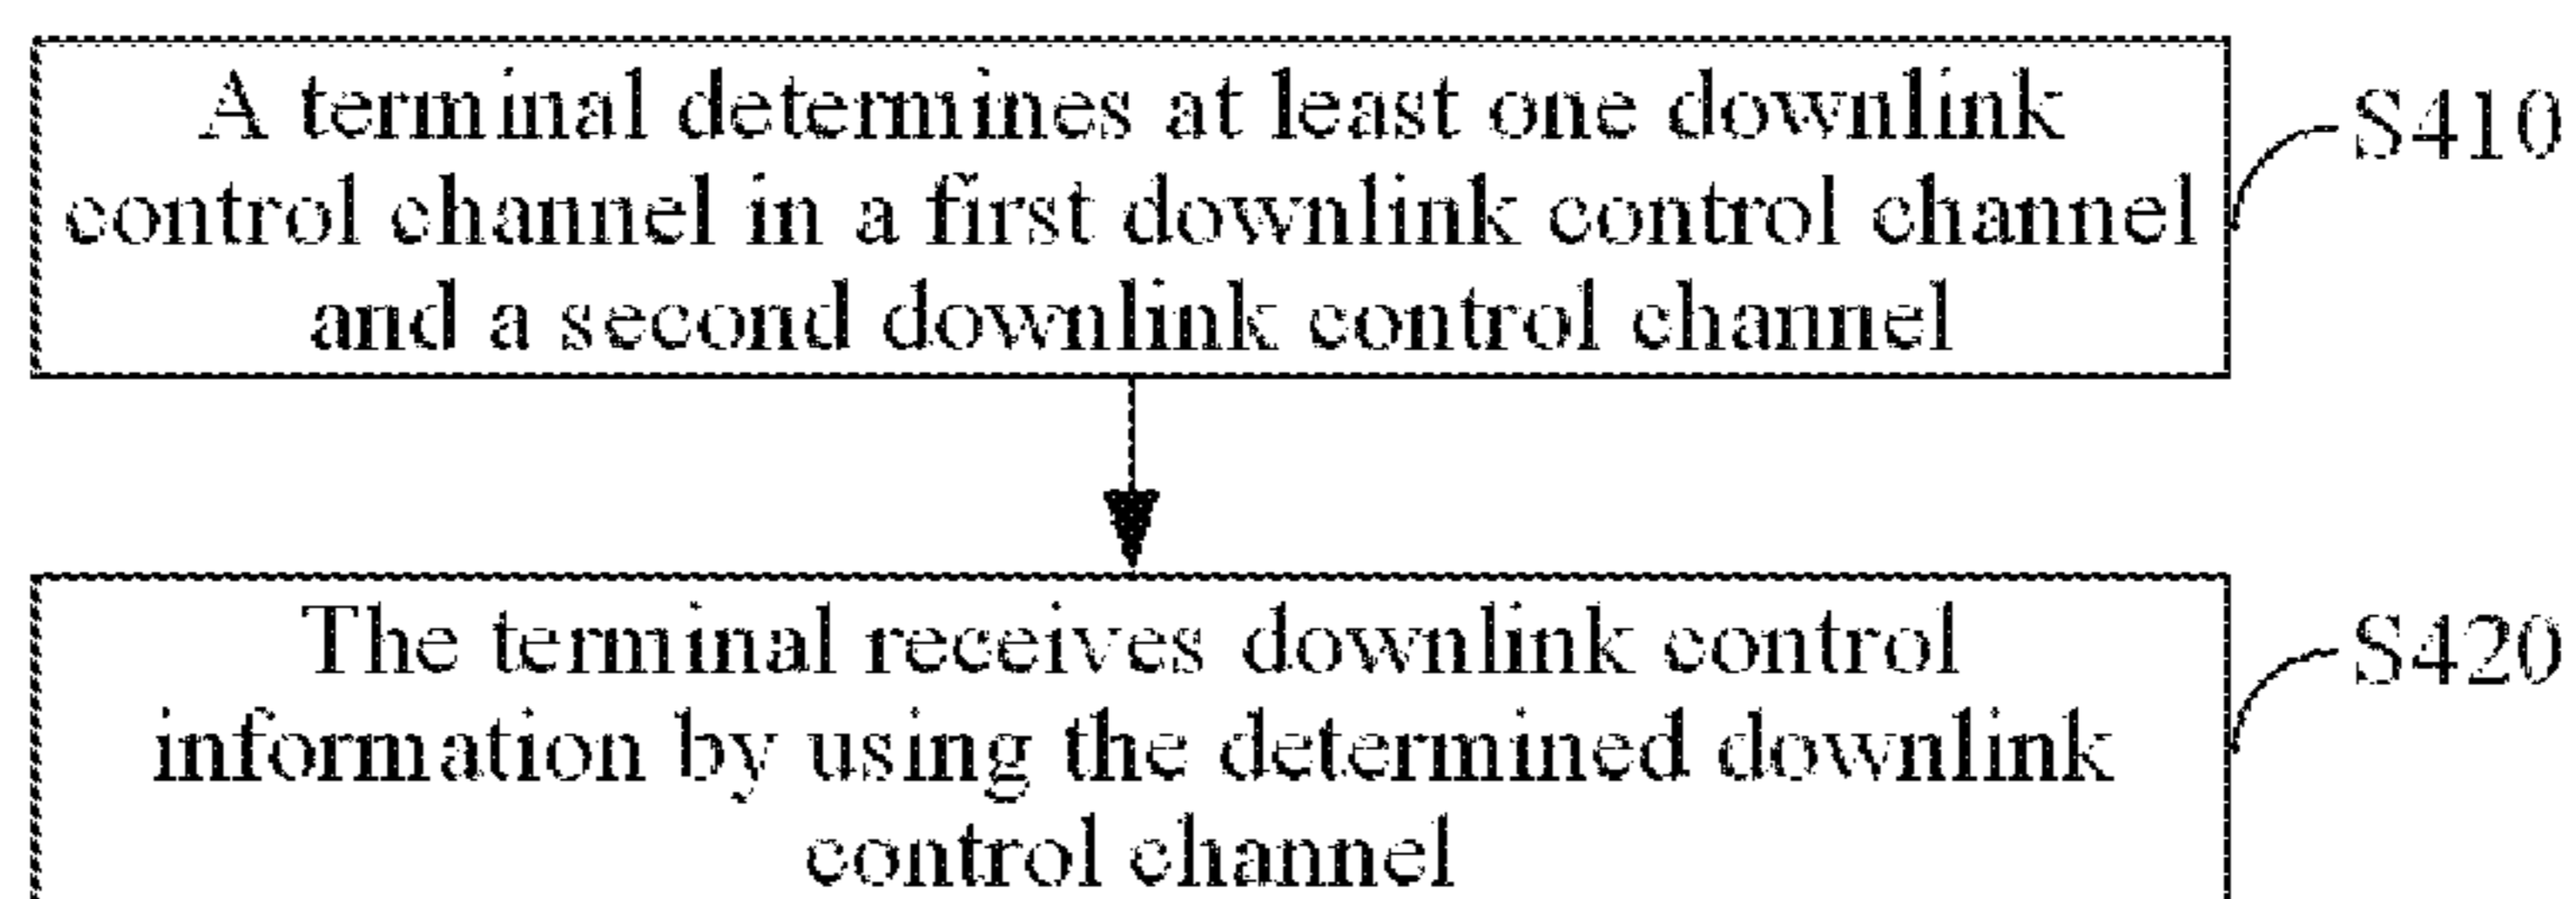 A terminal determines at least one downlink
control channel in a first downlink control channel
and a second downlink control channel
S410
The terminal receives downlink control
information by using the determined downlink
control channel
S420